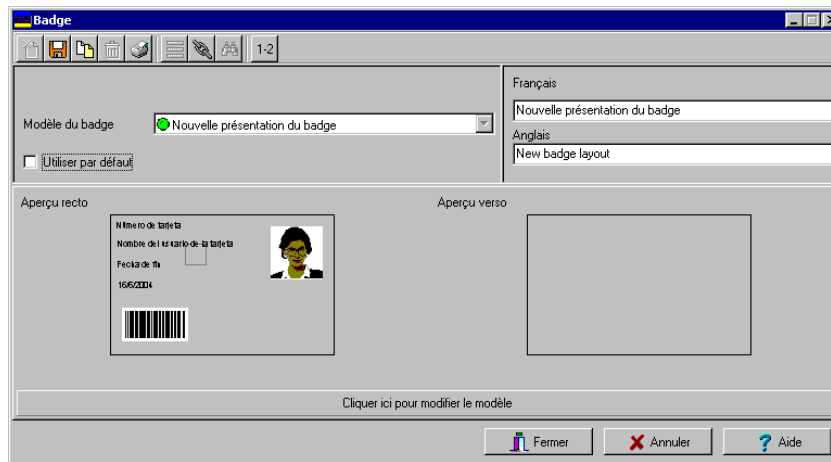 Badge
1-2
Français
Modèle du badge
Nouvelle présentation du badge
Nouvelle présentation du badge
Anglais
New badge layout
Utiliser par défaut
Aperçu recto
Aperçu verso
Número de tarjeta
Nombre del usuario de la tarjeta
Fecha de fin
16/6/2004
Cliquer ici pour modifier le modèle
Fermer
Annuler
Aide